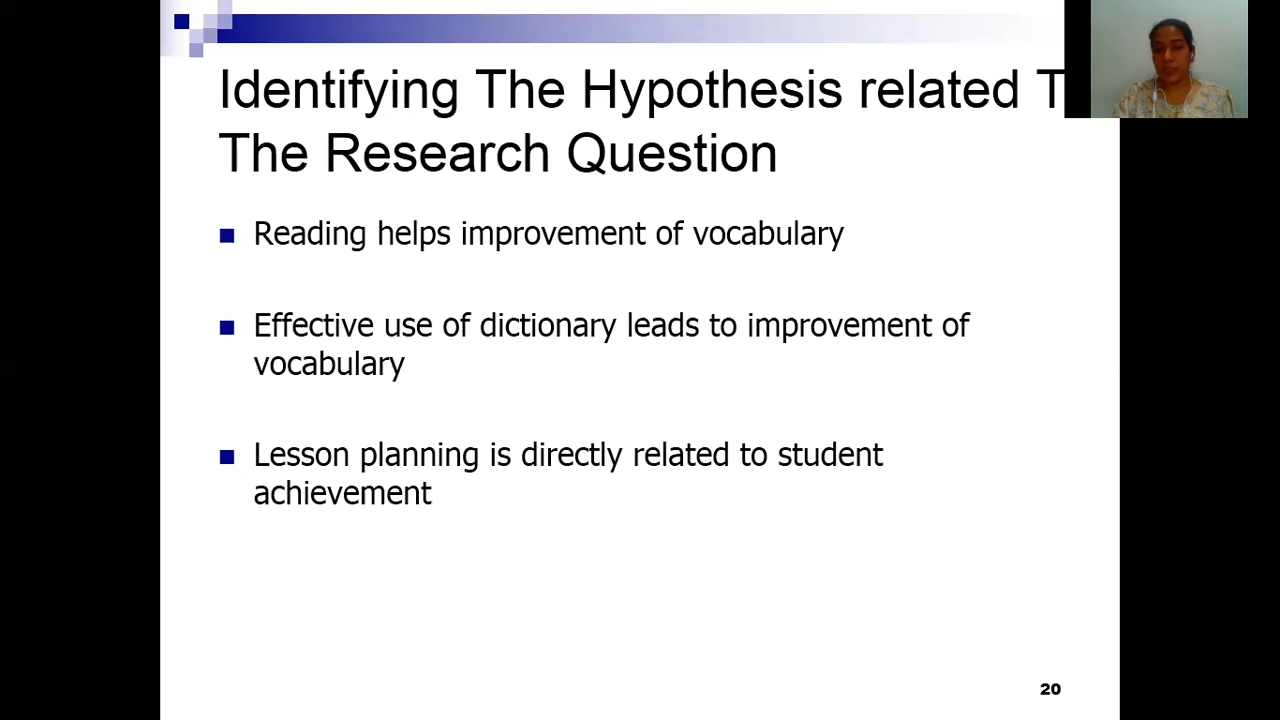 Identifying The Hypothesis related T
The Research Question
Reading helps improvement of vocabulary
Effective use of dictionary leads to improvement of
vocabulary
Lesson planning is directly related to student
achievement
20